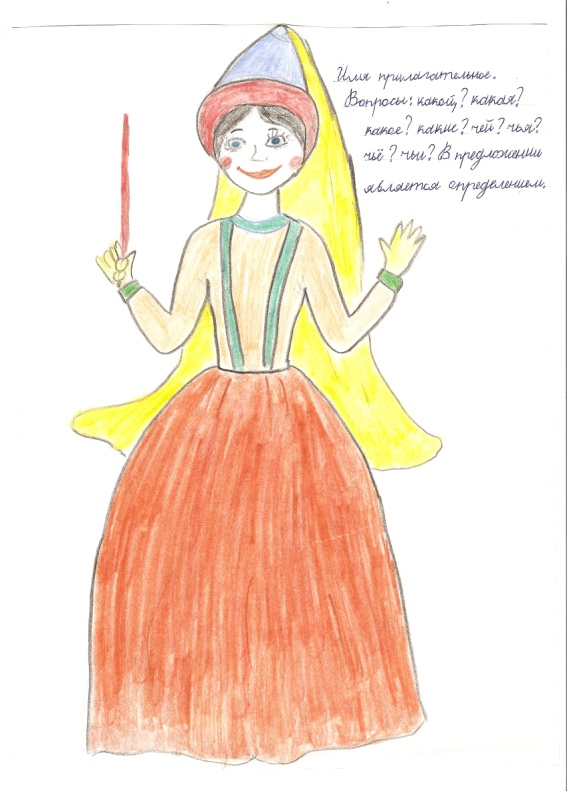 Имя прилагательное.
Вопросы: какой? какая?
какое? какие? чей? чья?
чьё? чьи? В предложении
является определением.